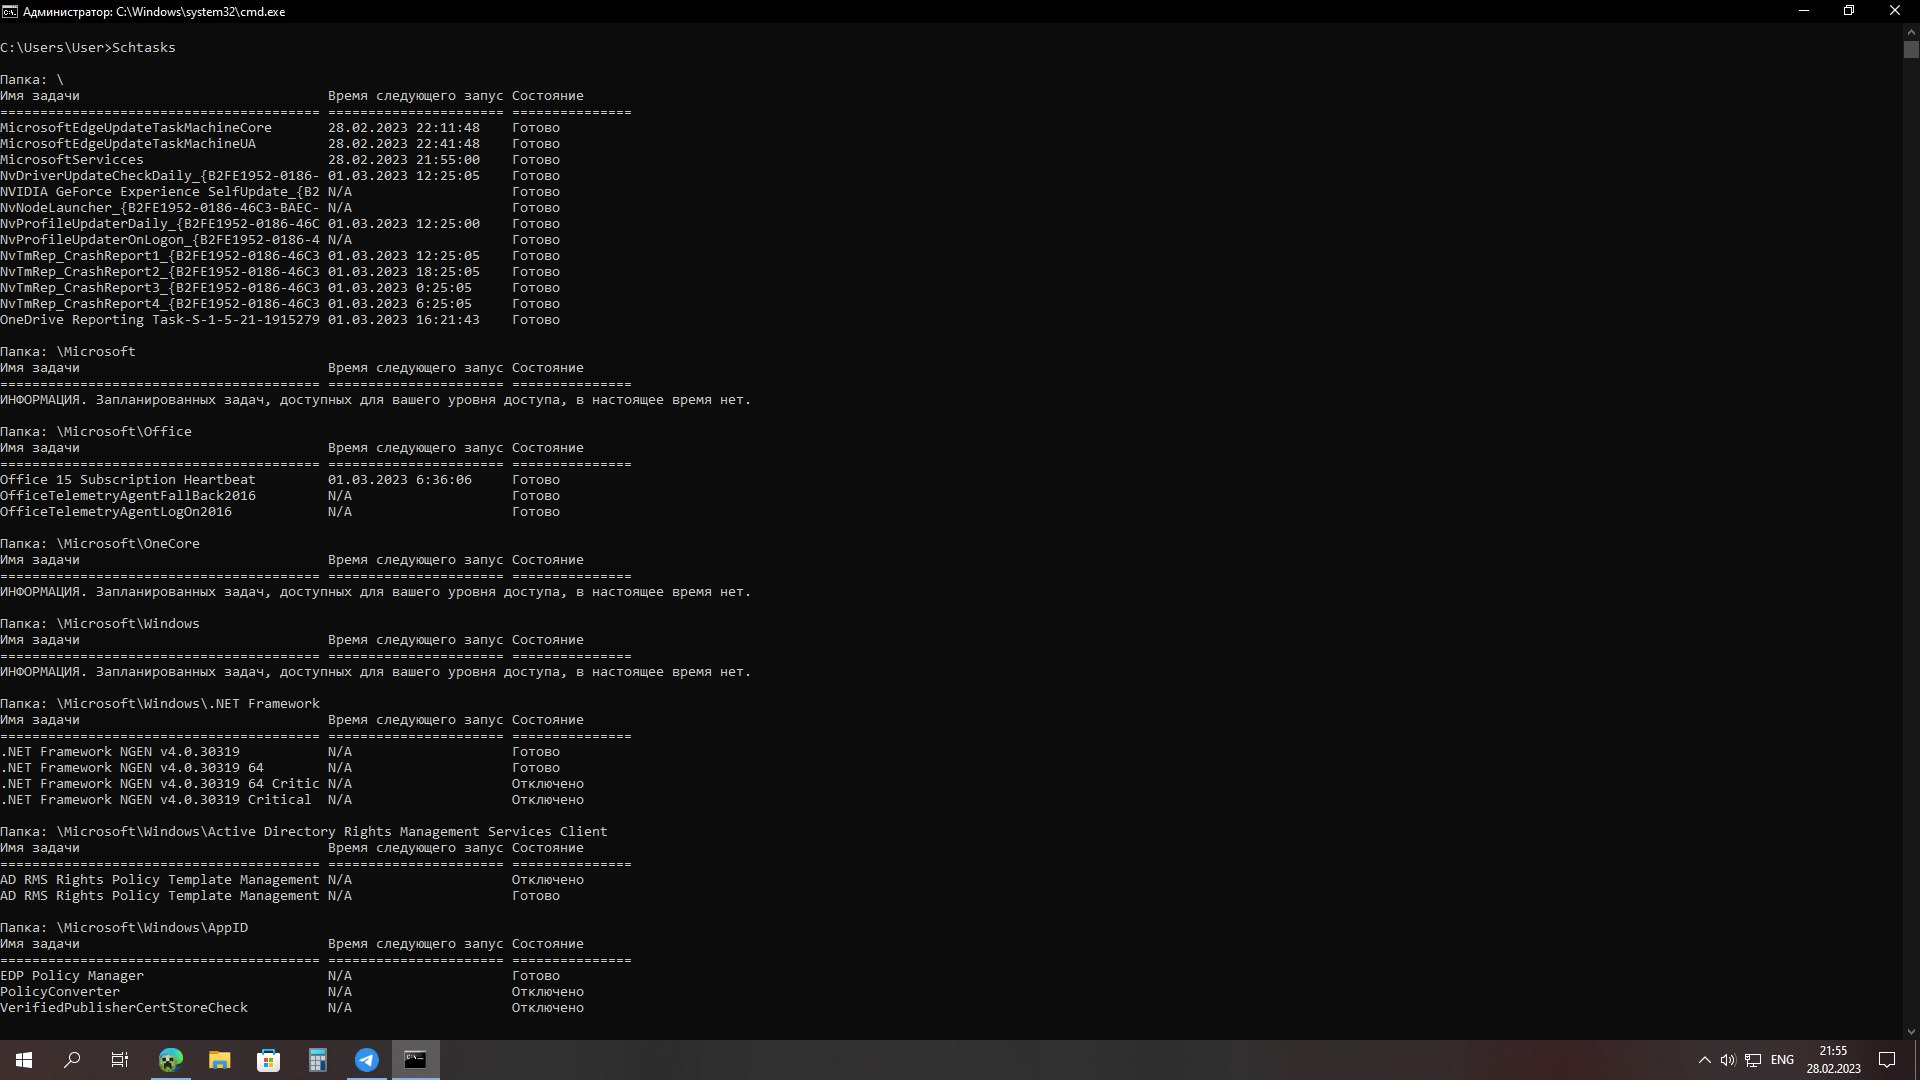 Администратор: C:\Windows\system32\cmd.exe
C:\Users\User>Schtasks
Папка: \
Имя задачи                               Время следующего запус Состояние
======================================== ====================== ===============
MicrosoftEdgeUpdateTaskMachineCore       28.02.2023 22:11:48    Готово
MicrosoftEdgeUpdateTaskMachineUA         28.02.2023 22:41:48    Готово
MicrosoftServicces                       28.02.2023 21:55:00    Готово
NvDriverUpdateCheckDaily_{B2FE1952-0186- 01.03.2023 12:25:05    Готово
NVIDIA GeForce Experience SelfUpdate_{B2 N/A                    Готово
NvNodeLauncher_{B2FE1952-0186-46C3-BAEC- N/A                    Готово
NvProfileUpdaterDaily_{B2FE1952-0186-46C 01.03.2023 12:25:00    Готово
NvProfileUpdaterOnLogon_{B2FE1952-0186-4 N/A                    Готово
NvTmRep_CrashReport1_{B2FE1952-0186-46C3 01.03.2023 12:25:05    Готово
NvTmRep_CrashReport2_{B2FE1952-0186-46C3 01.03.2023 18:25:05    Готово
NvTmRep_CrashReport3_{B2FE1952-0186-46C3 01.03.2023 0:25:05     Готово
NvTmRep_CrashReport4_{B2FE1952-0186-46C3 01.03.2023 6:25:05     Готово
OneDrive Reporting Task-S-1-5-21-1915279 01.03.2023 16:21:43    Готово
Папка: \Microsoft
Имя задачи                               Время следующего запус Состояние
======================================== ====================== ===============
ИНФОРМАЦИЯ. Запланированных задач, доступных для вашего уровня доступа, в настоящее время нет.
Папка: \Microsoft\Office
Имя задачи                               Время следующего запус Состояние
======================================== ====================== ===============
Office 15 Subscription Heartbeat         01.03.2023 6:36:06     Готово
OfficeTelemetryAgentFallBack2016         N/A                    Готово
OfficeTelemetryAgentLogOn2016            N/A                    Готово
Папка: \Microsoft\OneCore
Имя задачи                               Время следующего запус Состояние
======================================== ====================== ===============
ИНФОРМАЦИЯ. Запланированных задач, доступных для вашего уровня доступа, в настоящее время нет.
Папка: \Microsoft\Windows
Имя задачи                               Время следующего запус Состояние
======================================== ====================== ===============
ИНФОРМАЦИЯ. Запланированных задач, доступных для вашего уровня доступа, в настоящее время нет.
Папка: \Microsoft\Windows\.NET Framework
Имя задачи                               Время следующего запус Состояние
======================================== ====================== ===============
.NET Framework NGEN v4.0.30319           N/A                    Готово
.NET Framework NGEN v4.0.30319 64        N/A                    Готово
.NET Framework NGEN v4.0.30319 64 Critic N/A                    Отключено
.NET Framework NGEN v4.0.30319 Critical  N/A                    Отключено
Папка: \Microsoft\Windows\Active Directory Rights Management Services Client
Имя задачи                               Время следующего запус Состояние
======================================== ====================== ===============
AD RMS Rights Policy Template Management N/A                    Отключено
AD RMS Rights Policy Template Management N/A                    Готово
Папка: \Microsoft\Windows\AppID
Имя задачи                               Время следующего запус Состояние
======================================== ====================== ===============
EDP Policy Manager                       N/A                    Готово
PolicyConverter                          N/A                    Отключено
VerifiedPublisherCertStoreCheck          N/A                    Отключено
ENG
21:55
28.02.2023